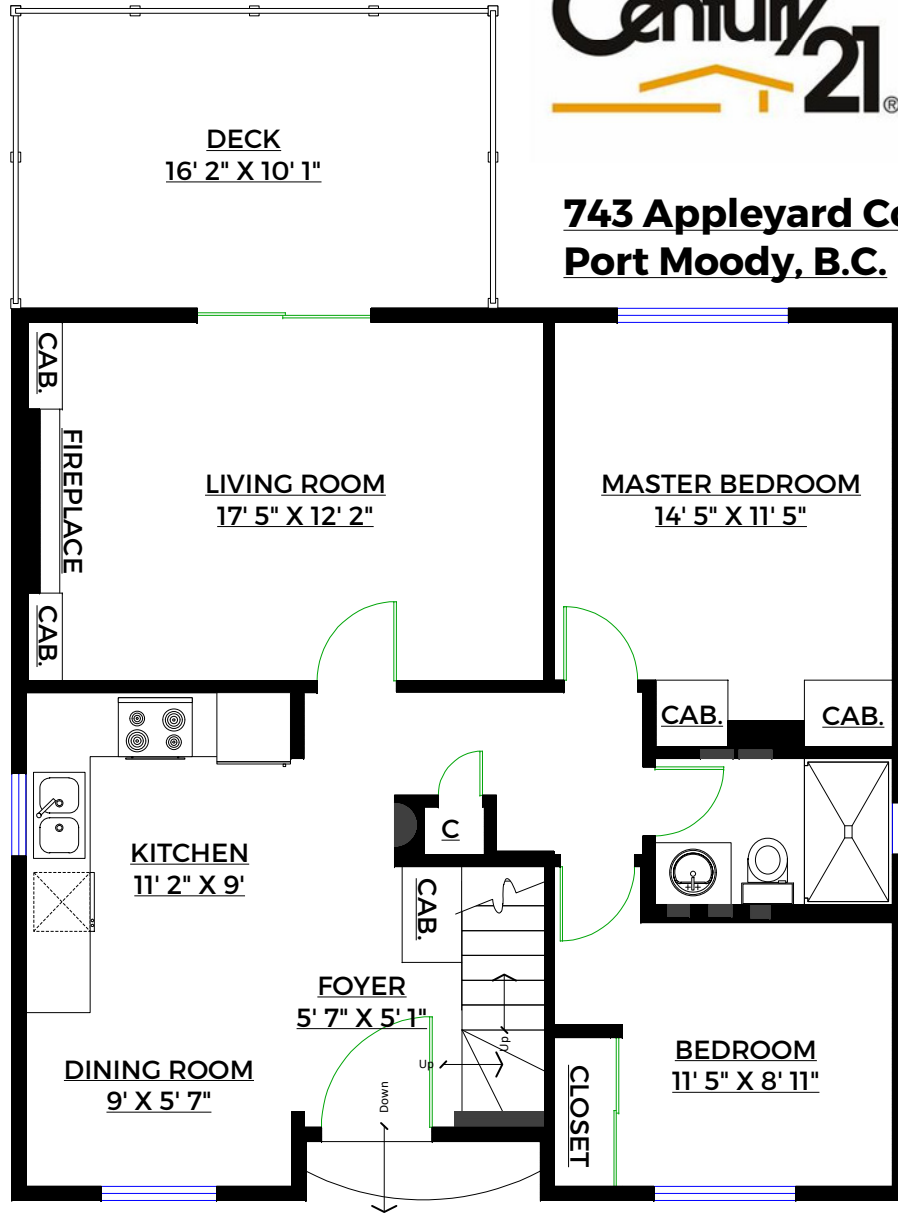 Century
21®
DECK
16' 2" X 10' 1"
743 Appleyard
Port Moody, B.C.
CAB.
FIREPLACE
CAB.
LIVING ROOM
17' 5" X 12' 2"
MASTER BEDROOM
14' 5" X 11' 5"
CAB.
CAB.
C
KITCHEN
11' 2" X 9'
CAB.
FOYER
5' 7" X 5' 1"
Up
Up
DINING ROOM
9' X 5' 7"
Down
BEDROOM
11' 5" X 8' 11"
CLOSET